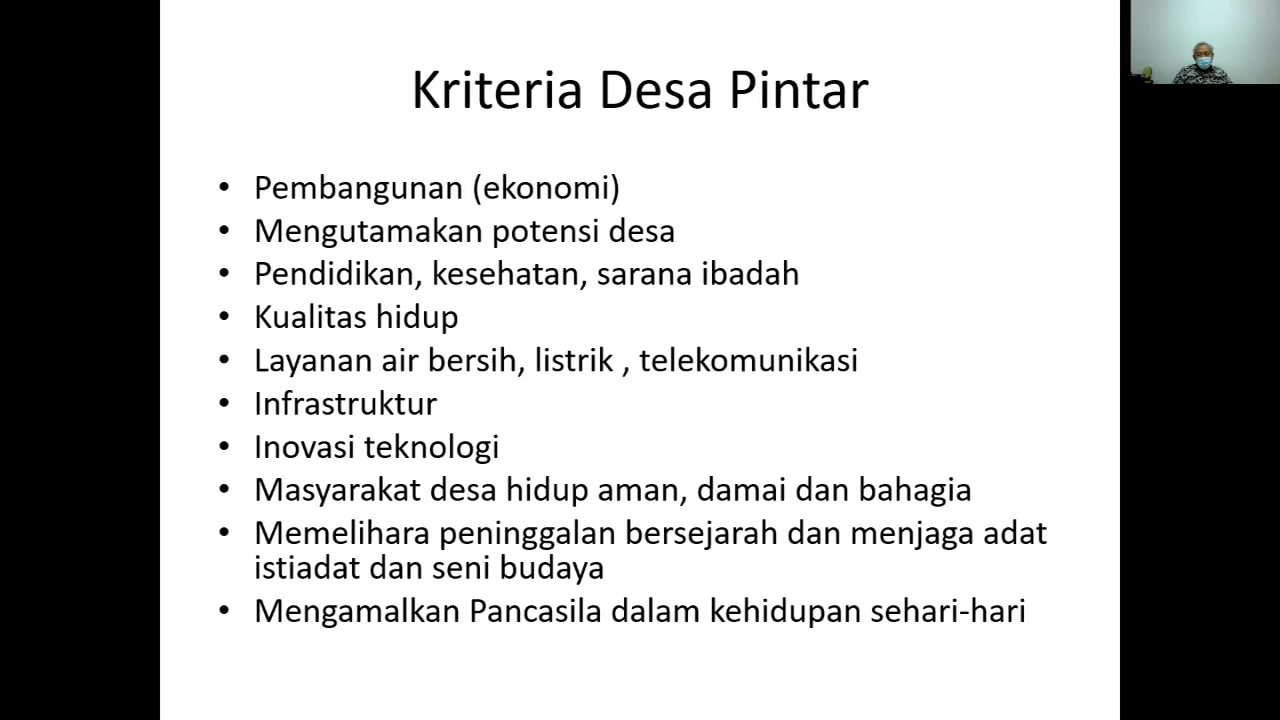 Kriteria Desa Pintar
• Pembangunan (ekonomi)
• Mengutamakan potensi desa
• Pendidikan, kesehatan, sarana ibadah
• Kualitas hidup
• Layanan air bersih, listrik , telekomunikasi
• Infrastruktur
• Inovasi teknologi
• Masyarakat desa hidup aman, damai dan bahagia
• Memelihara peninggalan bersejarah dan menjaga adat
istiadat dan seni budaya
• Mengamalkan Pancasila dalam kehidupan sehari-hari